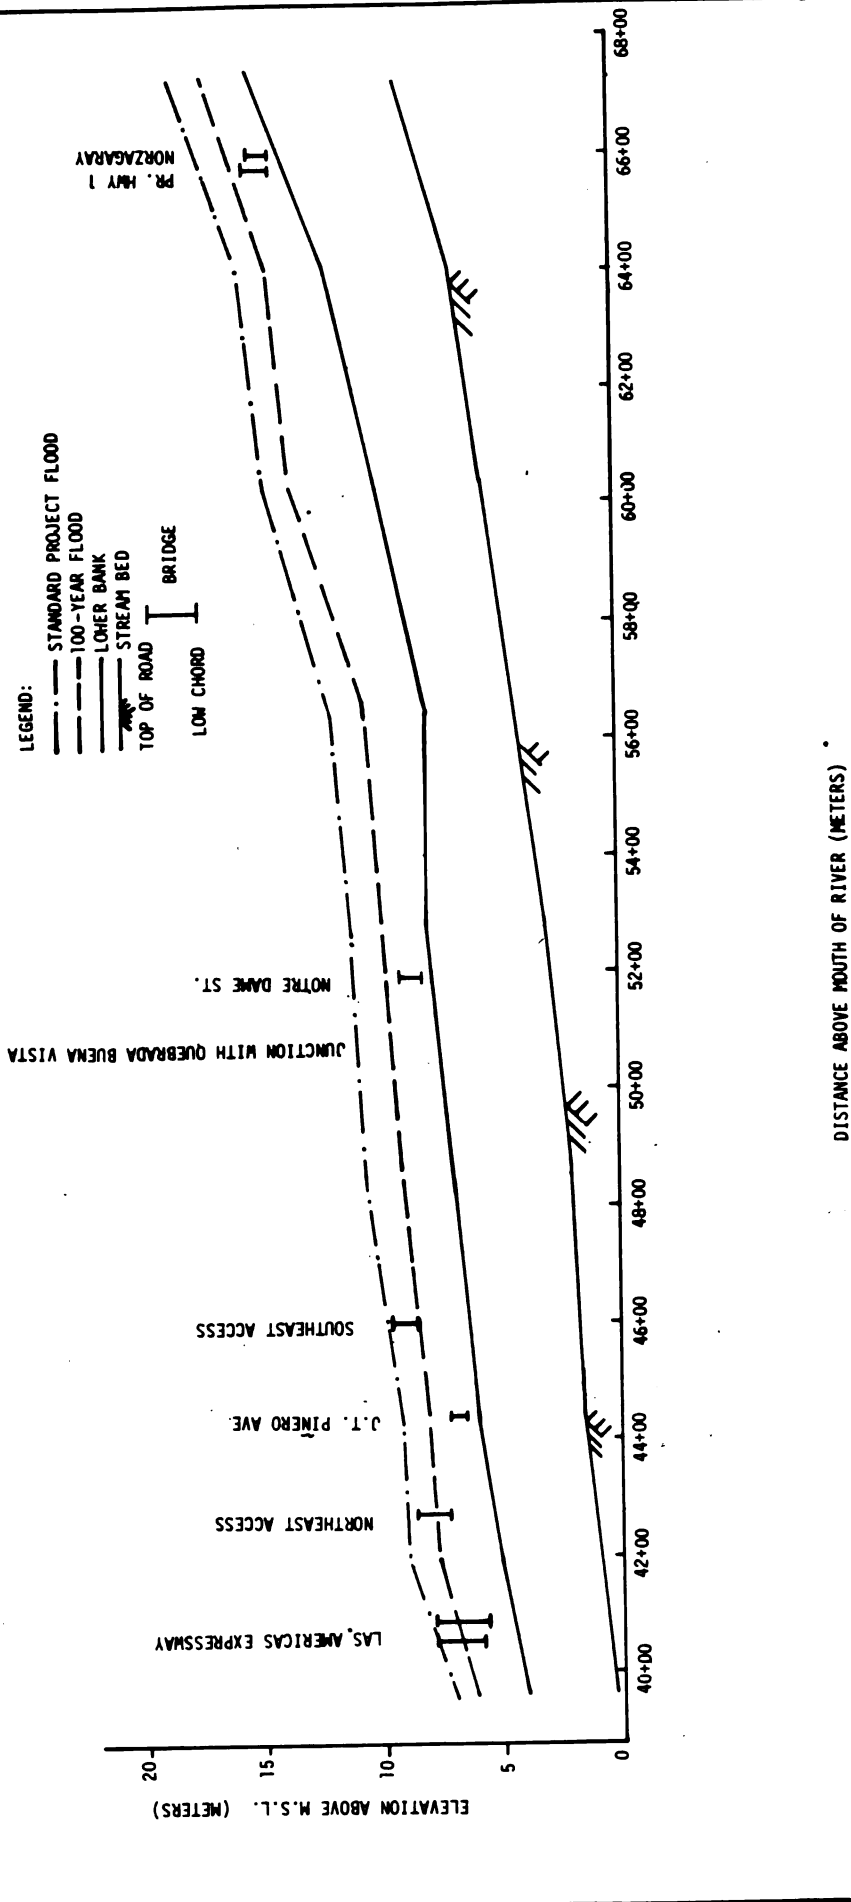 LEGEND:
STANDARD PROJECT FLOOD
100-YEAR FLOOD
LOHER BANK
STREAM BED
TOP OF ROAD
BRIDGE
LOW CHORD
ELEVATION ABOVE M.S.L. (METERS)
20
15
10
5
0
LAS AMERICAS EXPRESSWAY
NORTHEAST ACCESS
J.T. PIÑERO AVE.
SOUTHEAST ACCESS
JUNCTION WITH QUEBRADA BUENA VISTA
NOTRE DAME ST.
PR. HWY 1
NORZAGARAY
40+00
42+00
44+00
46+00
48+00
50+00
52+00
54+00
56+00
58+00
60+00
62+00
64+00
66+00
68+00
DISTANCE ABOVE MOUTH OF RIVER (METERS)